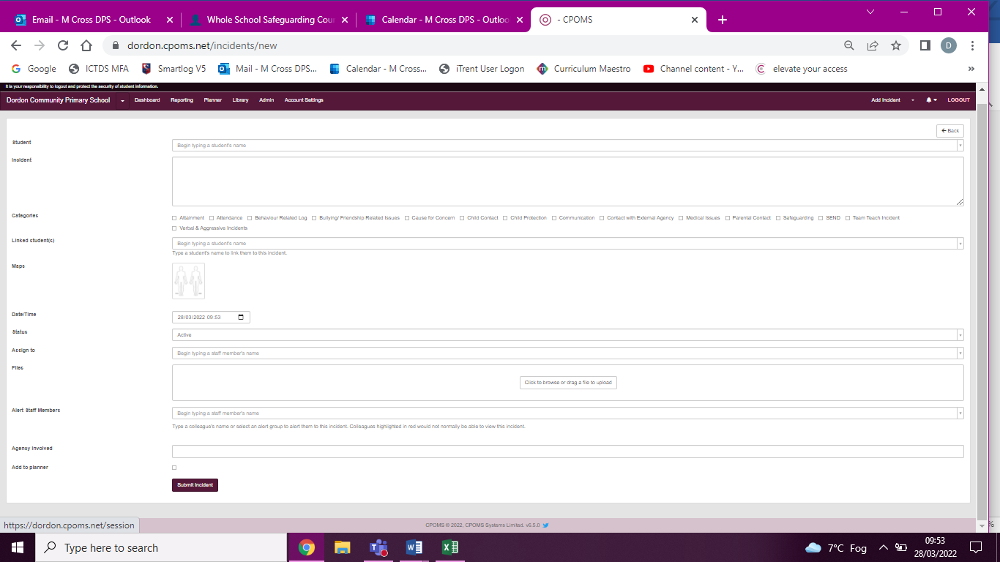 Email - M Cross DPS - Outlook
Whole School Safeguarding Cou
Calendar - M Cross DPS - Outloo
- CPOMS
dordon.cpoms.net/incidents/new
D
Google ICTDS MFA Smartlog V5 Mail - M Cross DPS... Calendar - M Cross... iTrent User Logon Curriculum Maestro Channel content - Y... elevate your access »
It is your responsibility to logout and protect the security of student information.
Dordon Community Primary School Dashboard Reporting Planner Library Admin Account Settings Add Incident LOGOUT
Back
Student
Begin typing a student's name
Incident
Categories
Attainment Attendance Behaviour Related Log Bullying/ Friendship Related Issues Cause for Concern Child Contact Child Protection Communication Contact with External Agency Medical Issues Parental Contact Safeguarding SEND Team Teach Incident
Verbal & Aggressive Incidents
Linked student(s)
Begin typing a student's name
Type a student's name to link them to this incident.
Maps
Date/Time
28/03/2022 09:53
Status
Active
Assign to
Begin typing a staff member's name
Files
Click to browse or drag a file to upload
Alert Staff Members
Begin typing a staff member's name
Type a colleague's name or select an alert group to alert them to this incident. Colleagues highlighted in red would not normally be able to view this incident.
Agency Involved
Add to planner
Submit Incident
https://dordon.cpoms.net/session
CPOMS © 2022, CPOMS Systems Limited. v6.5.0
%
Type here to search
7°C Fog
09:53
28/03/2022